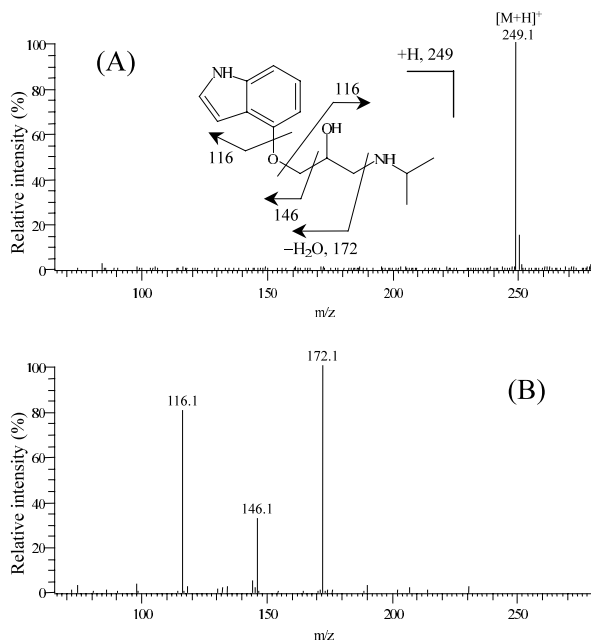 [M+H]+
249.1
(A)
+H, 249
NH
116
OH
O
NH
116
146
−H2O, 172
Relative intensity (%)
100
80
60
40
20
0
100
150
200
250
m/z
(B)
172.1
116.1
146.1
Relative intensity (%)
100
80
60
40
20
0
100
150
200
250
m/z